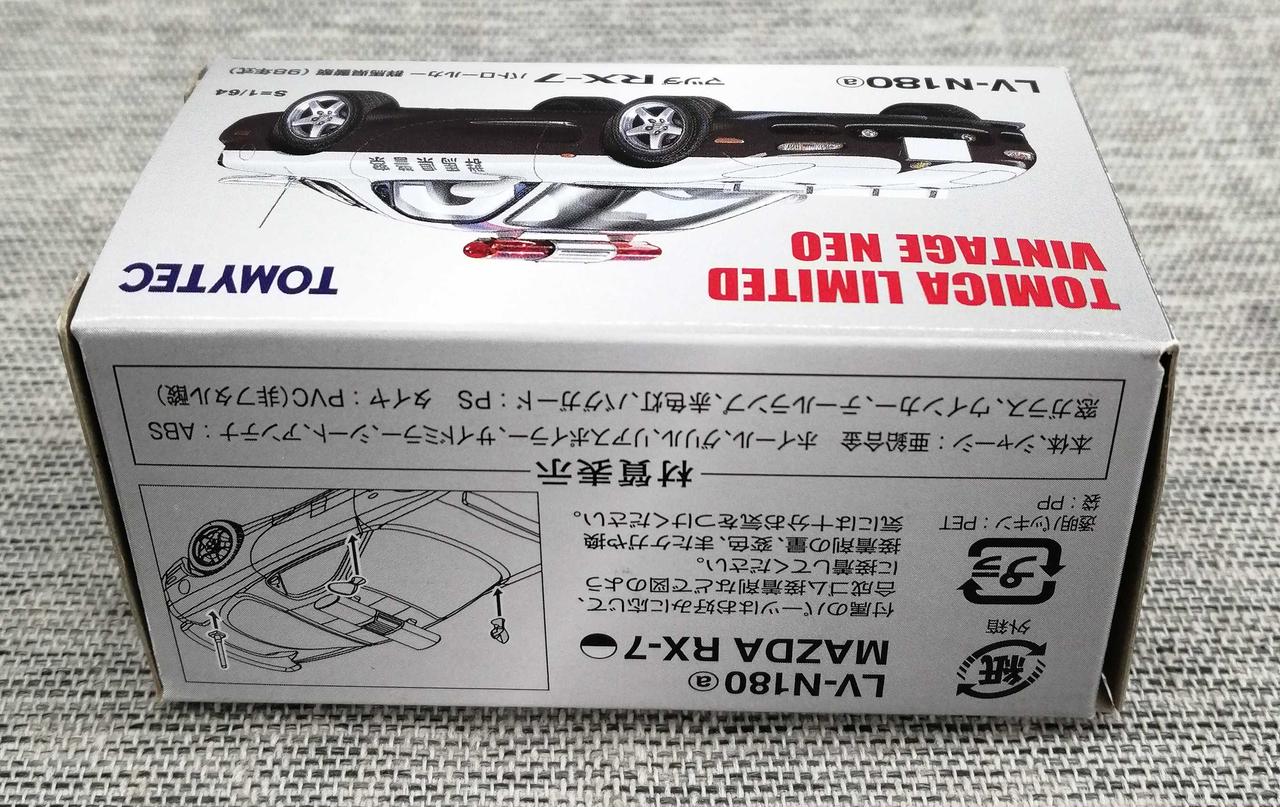 TOMICA LIMITED
VINTAGE NEO
TOMYTEC
群馬県警察
LV-N180ⓐ
マツダ RX-7 パトロールカー 群馬県警察 (98年式)
S=1/64
LV-N180ⓐ
MAZDA RX-7
付属のパーツはお好みに応じて、
合成ゴム接着剤などで図のよう
に接着してください。
接着剤の量、変色、またケガや換
気には十分お気をつけください。
紙
外箱
プラ
透明パッキン:PET
袋:PP
材質表示
本体、シャーシ:亜鉛合金 ホイール、グリル、リアスポイラー、サイドミラー、シート、アンテナ:ABS
窓ガラス、ウインカー、テールランプ、赤色灯、バグガード:PS タイヤ:PVC(非フタル酸)